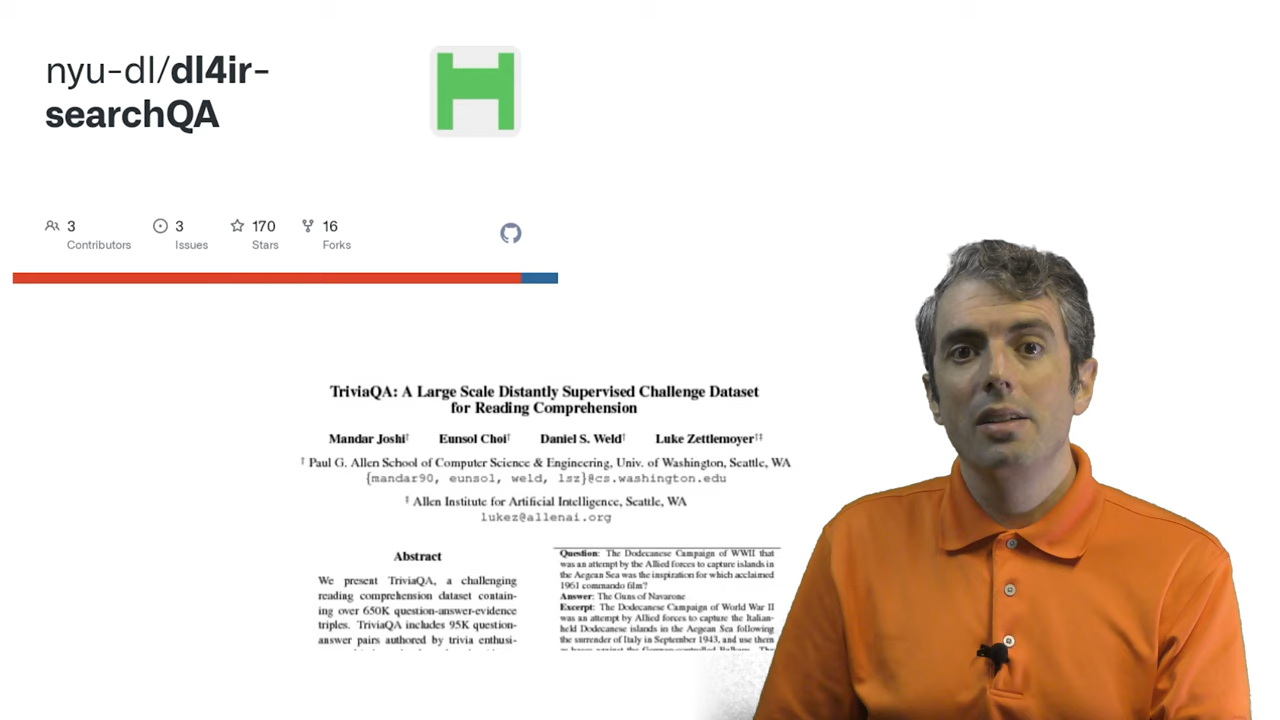 nyu-dl/dl4ir-
searchQA
3
Contributors
3
Issues
170
Stars
16
Forks
TriviaQA: A Large Scale Distantly Supervised Challenge Dataset
for Reading Comprehension
Mandar Joshi† Eunsol Choi† Daniel S. Weld† Luke Zettlemoyer†‡
† Paul G. Allen School of Computer Science & Engineering, Univ. of Washington, Seattle, WA
{mandar90, eunsol, weld, lsz}@cs.washington.edu
‡ Allen Institute for Artificial Intelligence, Seattle, WA
lukez@allenai.org
Abstract
We present TriviaQA, a challenging
reading comprehension dataset contain-
ing over 650K question-answer-evidence
triples. TriviaQA includes 95K question-
answer pairs authored by trivia enthusi-
Question: The Dodecanese Campaign of WWII that
was an attempt by the Allied forces to capture islands in
the Aegean Sea was the inspiration for which acclaimed
1961 commando film?
Answer: The Guns of Navarone
Excerpt: The Dodecanese Campaign of World War II
was an attempt by Allied forces to capture the Italian-
held Dodecanese islands in the Aegean Sea following
the surrender of Italy in September 1943, and use them